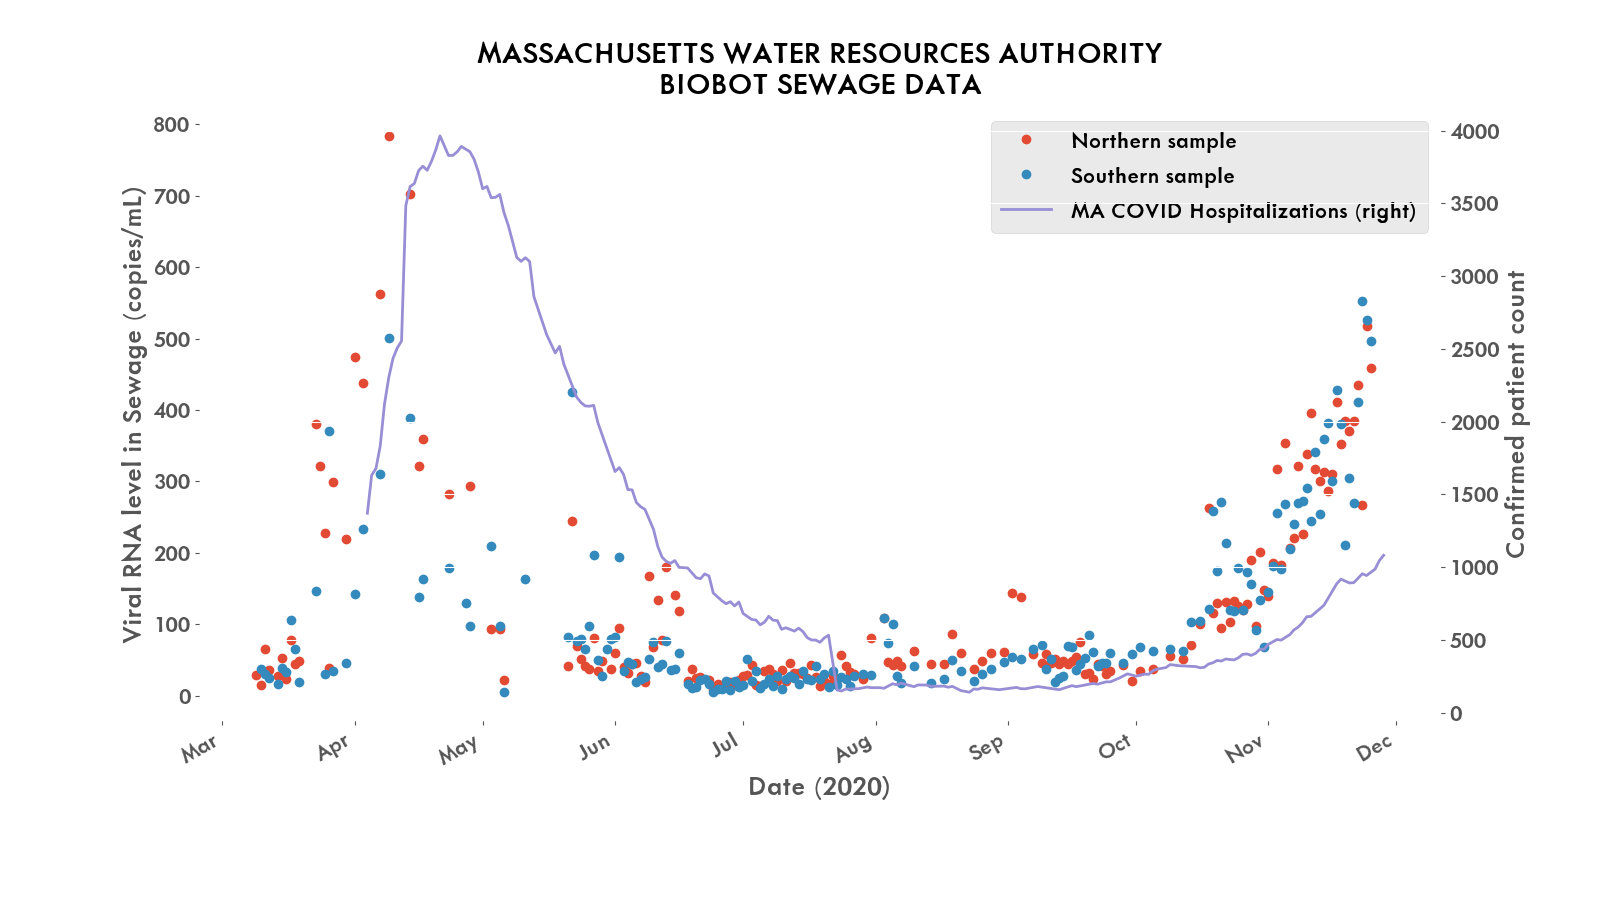 MASSACHUSETTS WATER RESOURCES AUTHORITY
BIOBOT SEWAGE DATA
Northern sample
Southern sample
MA COVID Hospitalizations (right)
Viral RNA level in Sewage (copies/mL)
800
700
600
500
400
300
200
100
0
4000
3500
3000
2500
2000
1500
1000
500
0
Confirmed patient count
Mar
Apr
May
Jun
Jul
Aug
Sep
Oct
Nov
Dec
Date (2020)